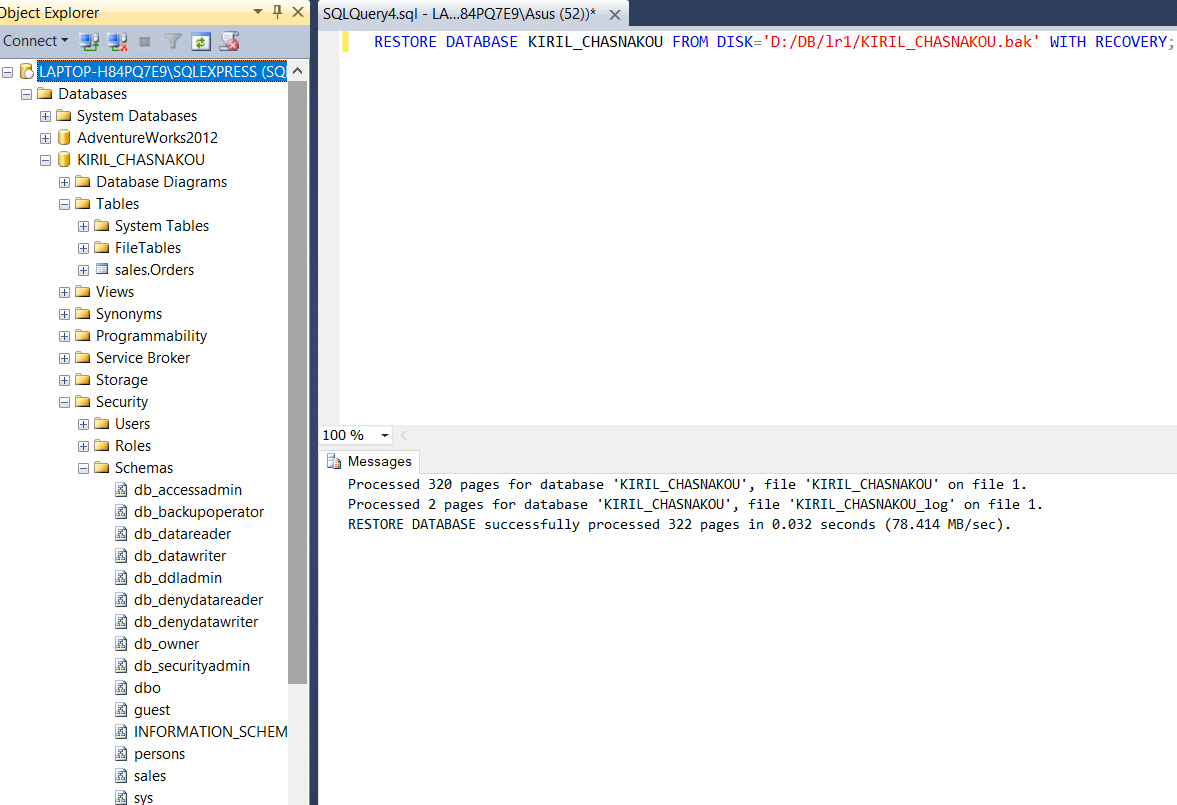 Object Explorer
Connect
LAPTOP-H84PQ7E9\SQLEXPRESS (SQ
Databases
System Databases
AdventureWorks2012
KIRIL_CHASNAKOU
Database Diagrams
Tables
System Tables
FileTables
sales.Orders
Views
Synonyms
Programmability
Service Broker
Storage
Security
Users
Roles
Schemas
db_accessadmin
db_backupoperator
db_datareader
db_datawriter
db_ddladmin
db_denydatareader
db_denydatawriter
db_owner
db_securityadmin
dbo
guest
INFORMATION_SCHEM
persons
sales
sys
SQLQuery4.sql - LA...84PQ7E9\Asus (52))*
RESTORE DATABASE KIRIL_CHASNAKOU FROM DISK='D:/DB/lr1/KIRIL_CHASNAKOU.bak' WITH RECOVERY;
100 %
Messages
Processed 320 pages for database 'KIRIL_CHASNAKOU', file 'KIRIL_CHASNAKOU' on file 1.
Processed 2 pages for database 'KIRIL_CHASNAKOU', file 'KIRIL_CHASNAKOU_log' on file 1.
RESTORE DATABASE successfully processed 322 pages in 0.032 seconds (78.414 MB/sec).